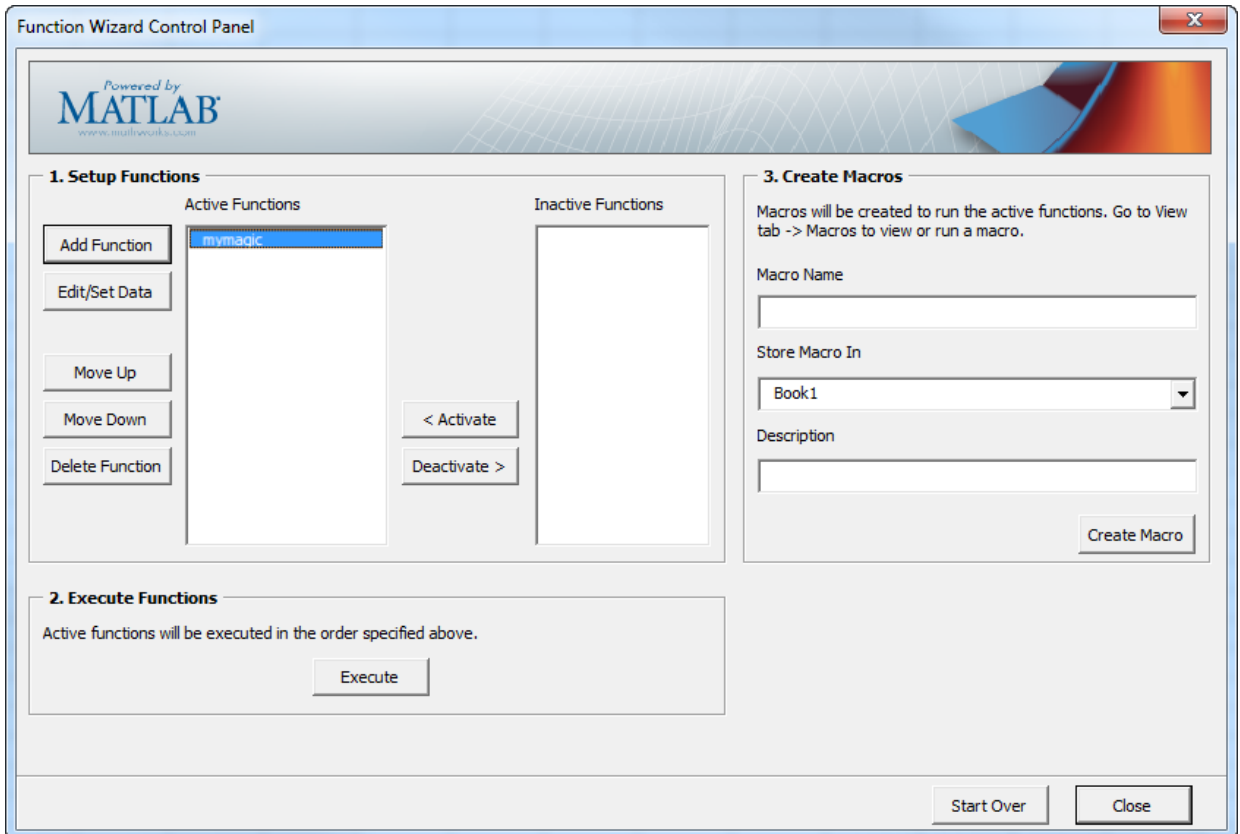 Function Wizard Control Panel
Powered by
MATLAB®
www.mathworks.com
1. Setup Functions
Active Functions
Inactive Functions
Add Function
mymagic
Edit/Set Data
Move Up
Move Down
< Activate
Delete Function
Deactivate >
3. Create Macros
Macros will be created to run the active functions. Go to View
tab -> Macros to view or run a macro.
Macro Name
Store Macro In
Book1
Description
Create Macro
2. Execute Functions
Active functions will be executed in the order specified above.
Execute
Start Over
Close